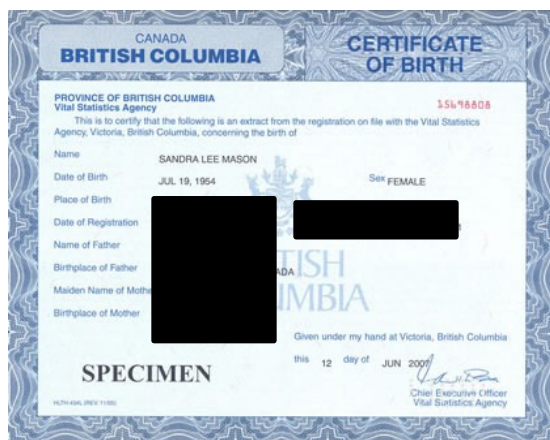 CANADA
BRITISH COLUMBIA
CERTIFICATE
OF BIRTH
PROVINCE OF BRITISH COLUMBIA
Vital Statistics Agency
15698808
This is to certify that the following is an extract from the registration on file with the Vital Statistics
Agency, Victoria, British Columbia, concerning the birth of
Name SANDRA LEE MASON
Date of Birth JUL 19, 1954 Sex FEMALE
Place of Birth
Date of Registration
Name of Father
Birthplace of Father ADA
Maiden Name of Mothe
Birthplace of Mother
ITISH
UMBIA
Given under my hand at Victoria, British Columbia
this 12 day of JUN 2007
SPECIMEN
Chief Executive Officer
Vital Statistics Agency